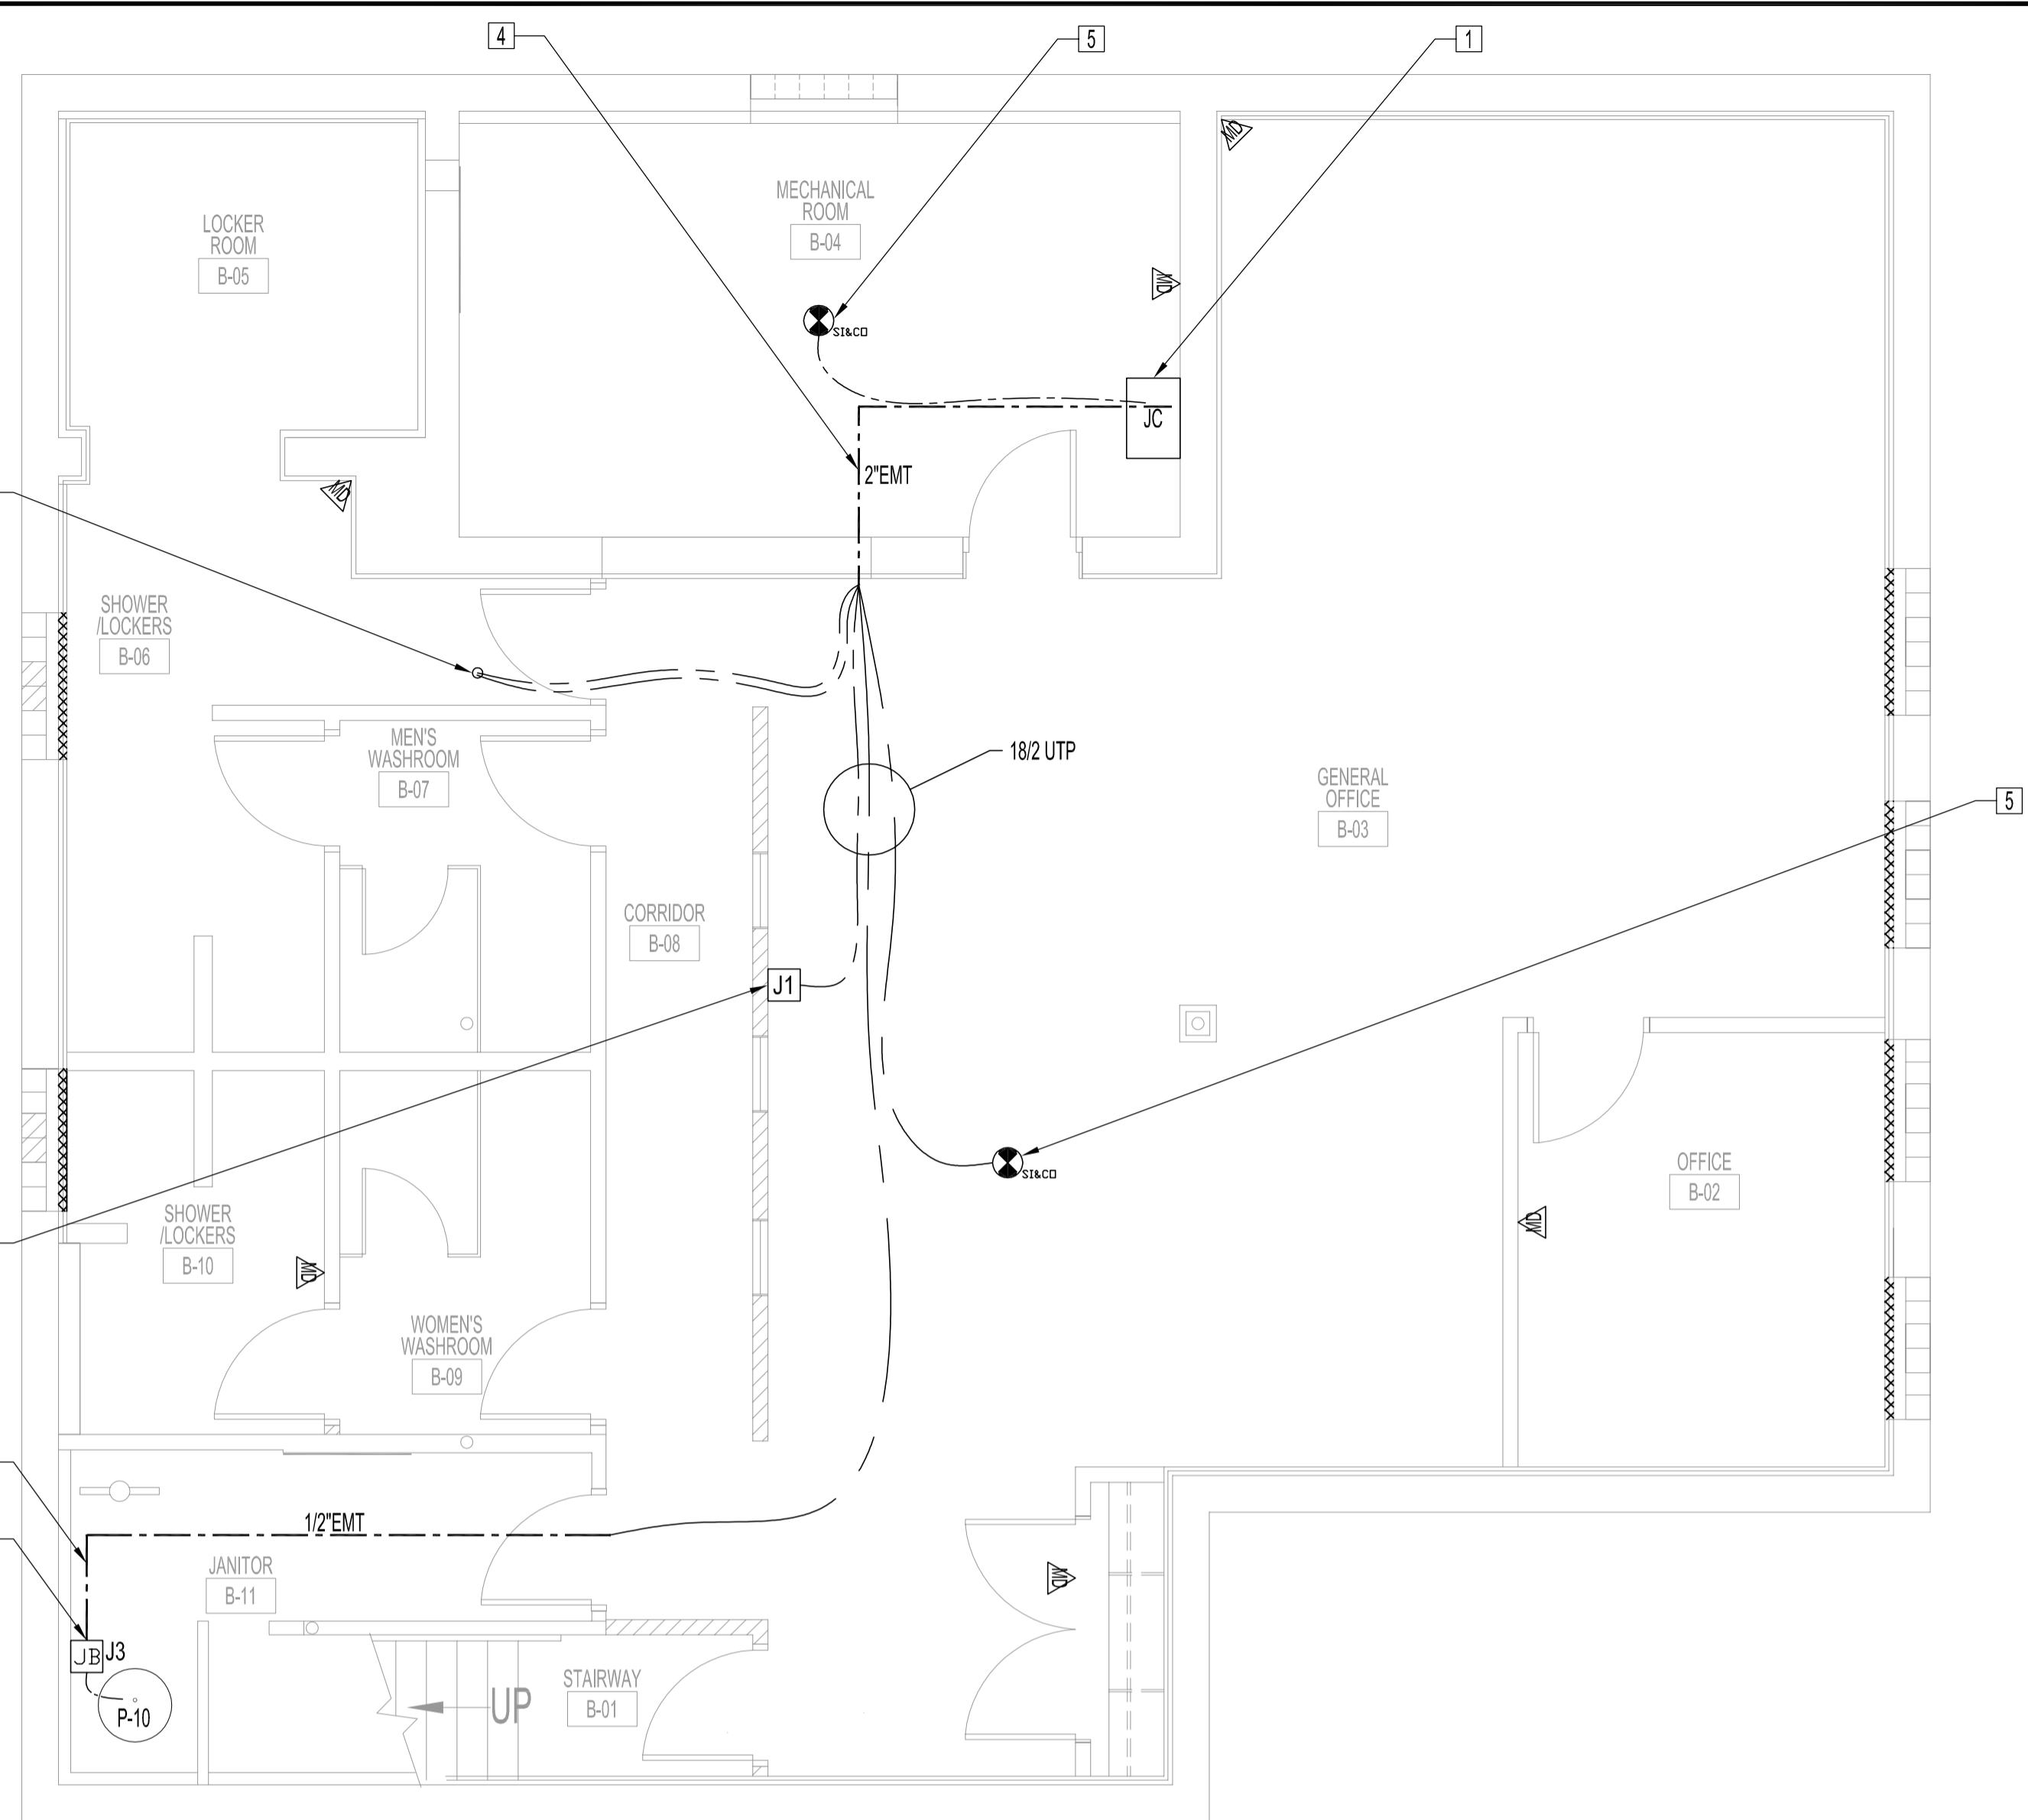 4
5
1
MD
MECHANICAL
ROOM
B-04
LOCKER
ROOM
B-05
MD
SI&CO
JC
2"EMT
MD
SHOWER
/LOCKERS
B-06
MEN'S
WASHROOM
B-07
18/2 UTP
GENERAL
OFFICE
B-03
5
CORRIDOR
B-08
J1
SI&CO
OFFICE
B-02
MD
SHOWER
/LOCKERS
B-10
MD
WOMEN'S
WASHROOM
B-09
1/2"EMT
JANITOR
B-11
MD
JB
J3
STAIRWAY
B-01
UP
P-10